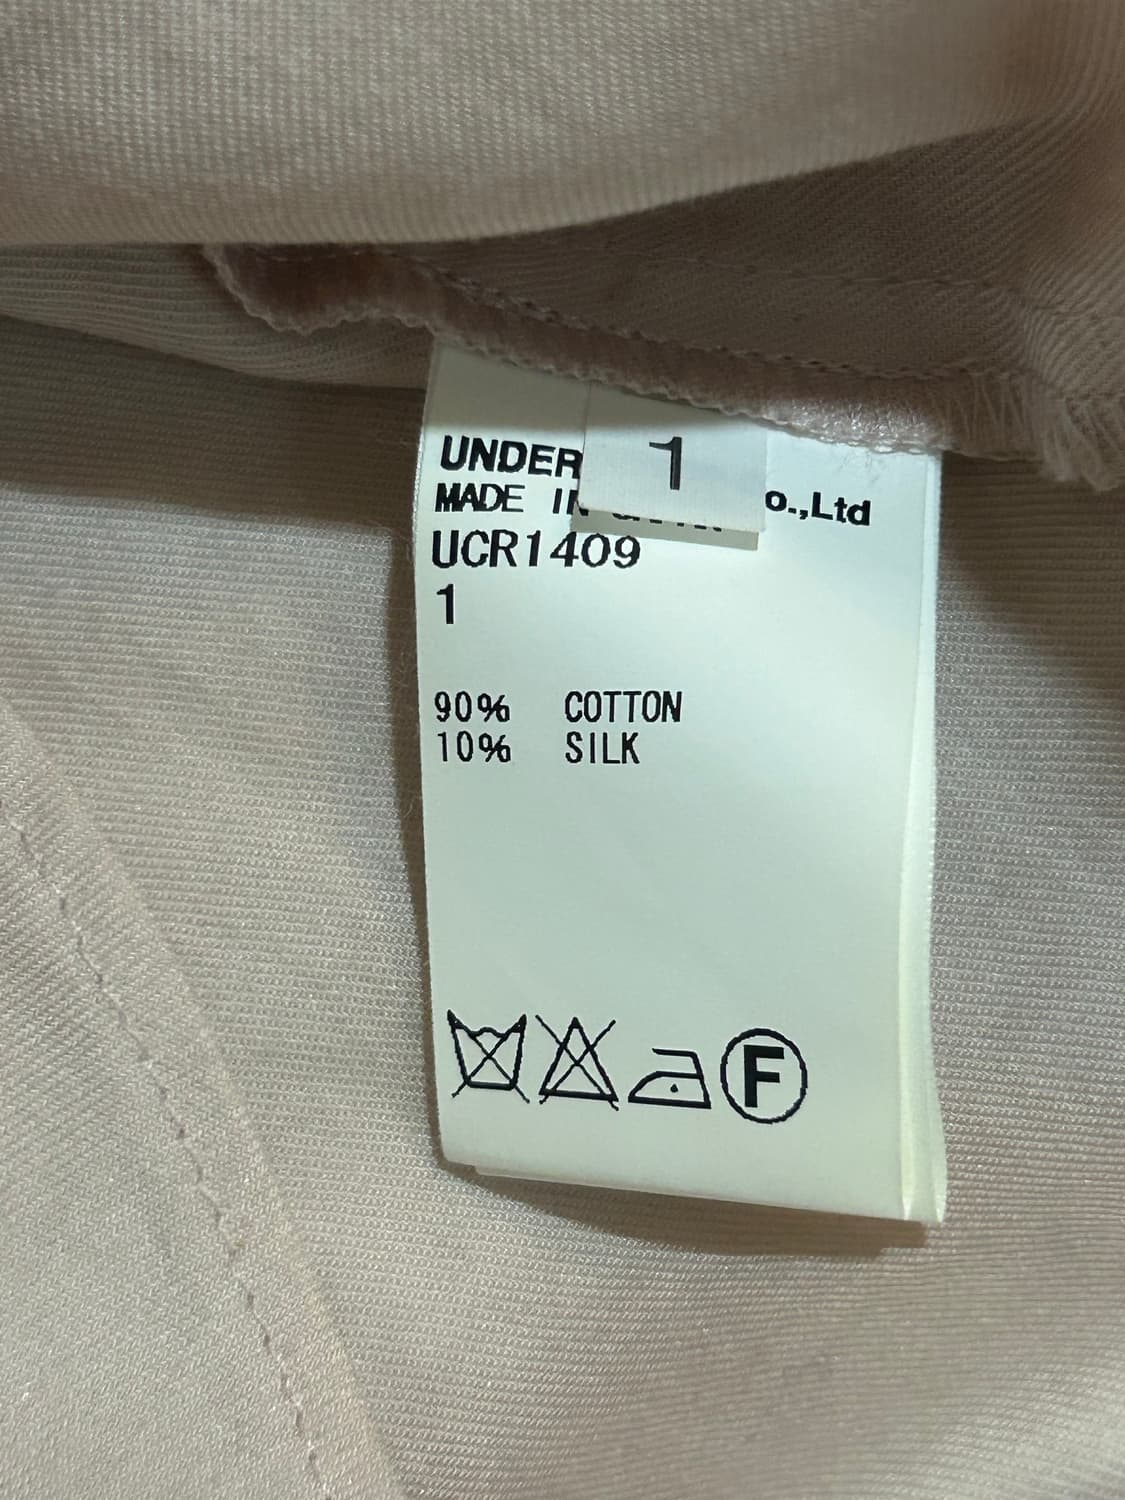 1
UNDER o.,Ltd
MADE IN
UCR1409
1
90% COTTON
10% SILK
F